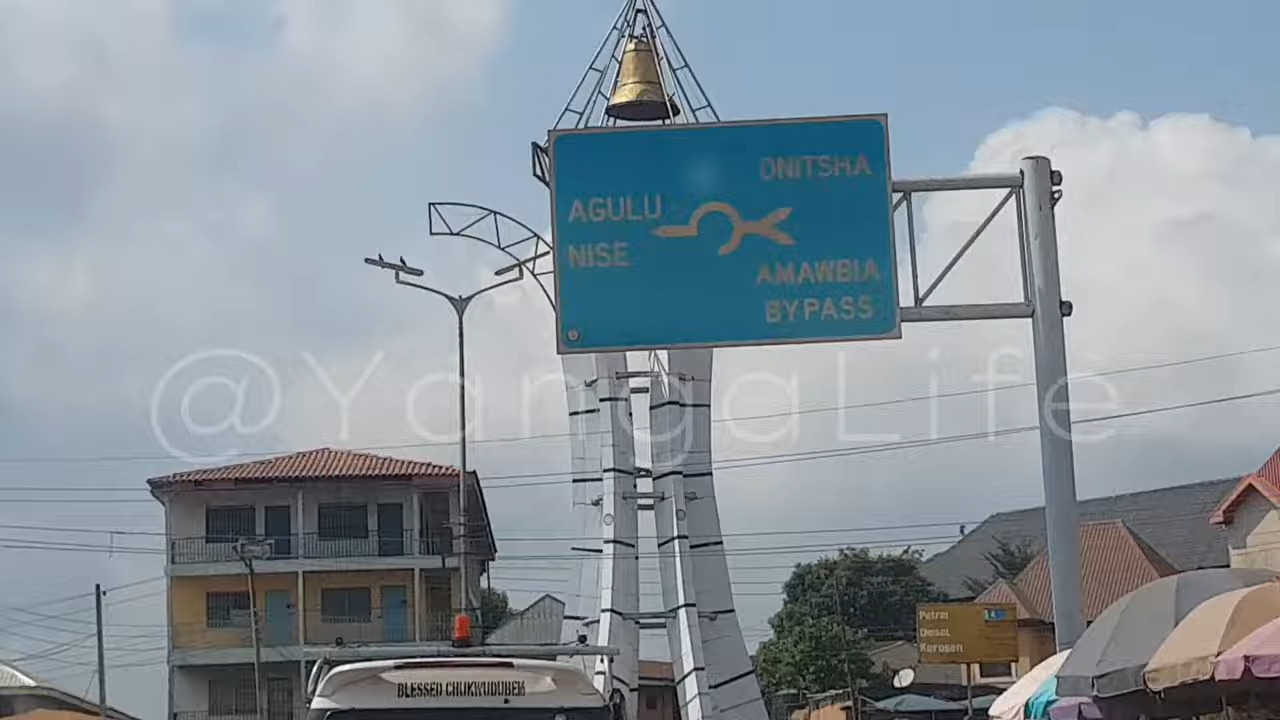 ONITSHA
AGULU
NISE
AMAWBIA
BYPASS
@YangaLife
Petrol
Diesel
Kerosen
BLESSED CHUKWUDUBEM